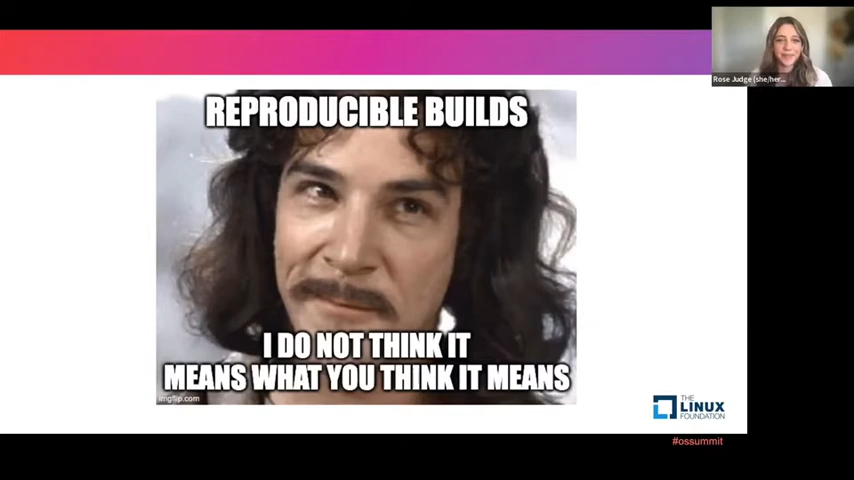 Rose Judge (she/her...
REPRODUCIBLE BUILDS
I DO NOT THINK IT
MEANS WHAT YOU THINK IT MEANS
imgflip.com
THE
LINUX
FOUNDATION
#ossummit